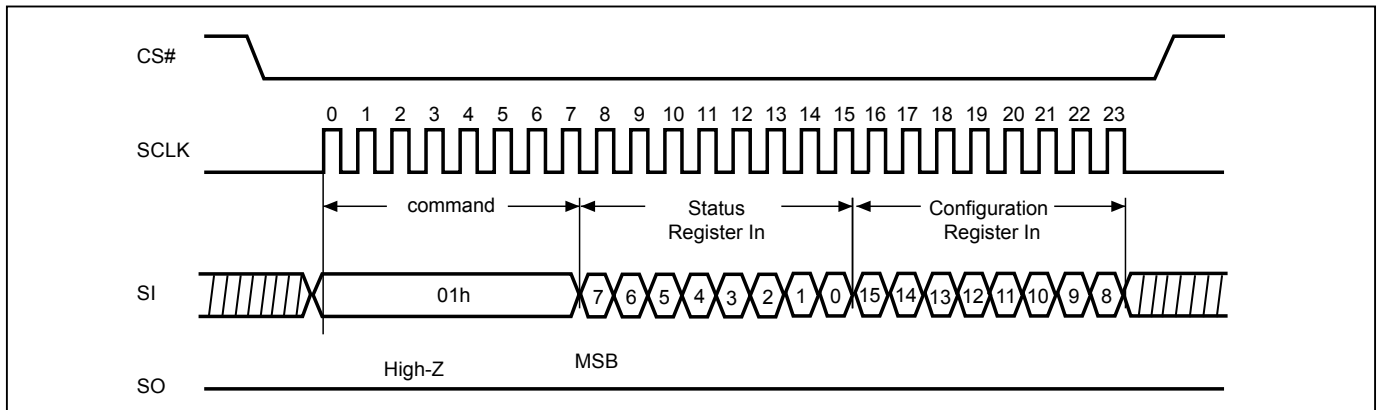 CS#
0 1 2 3 4 5 6 7 8 9 10 11 12 13 14 15 16 17 18 19 20 21 22 23
SCLK
command
Status
Register In
Configuration
Register In
SI
01h
7 6 5 4 3 2 1 0 15 14 13 12 11 10 9 8
High-Z
MSB
SO